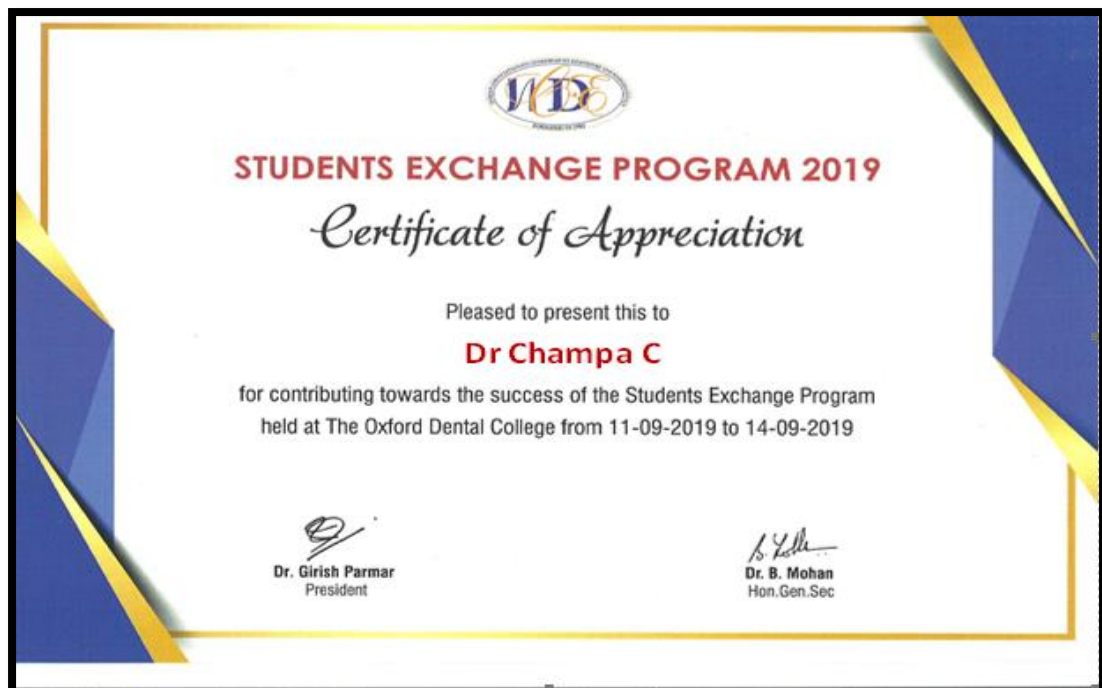 STUDENTS EXCHANGE PROGRAM 2019
Certificate of Appreciation
Pleased to present this to
Dr Champa C
for contributing towards the success of the Students Exchange Program
held at The Oxford Dental College from 11-09-2019 to 14-09-2019
Dr. Girish Parmar
President
Dr. B. Mohan
Hon.Gen.Sec